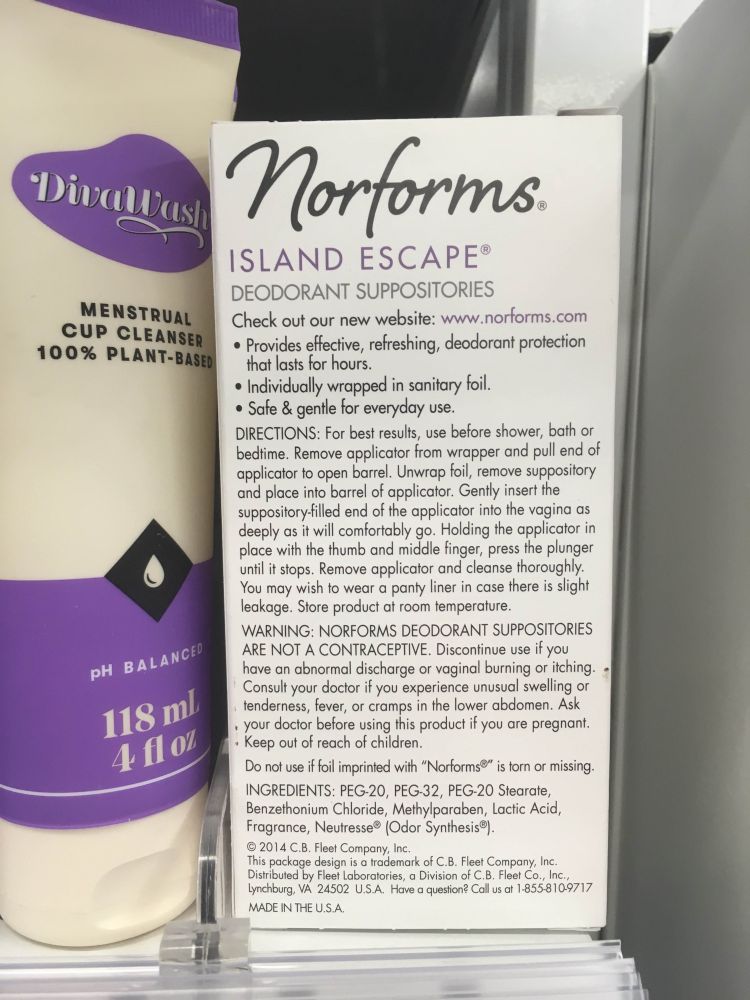 DivaWash
MENSTRUAL
CUP CLEANSER
100% PLANT-BASED
pH BALANCED
118 mL
4 fl oz
Norforms®
ISLAND ESCAPE®
DEODORANT SUPPOSITORIES
Check out our new website: www.norforms.com
• Provides effective, refreshing, deodorant protection
that lasts for hours.
• Individually wrapped in sanitary foil.
• Safe & gentle for everyday use.
DIRECTIONS: For best results, use before shower, bath or
bedtime. Remove applicator from wrapper and pull end of
applicator to open barrel. Unwrap foil, remove suppository
and place into barrel of applicator. Gently insert the
suppository-filled end of the applicator into the vagina as
deeply as it will comfortably go. Holding the applicator in
place with the thumb and middle finger, press the plunger
until it stops. Remove applicator and cleanse thoroughly.
You may wish to wear a panty liner in case there is slight
leakage. Store product at room temperature.
WARNING: NORFORMS DEODORANT SUPPOSITORIES
ARE NOT A CONTRACEPTIVE. Discontinue use if you
have an abnormal discharge or vaginal burning or itching.
Consult your doctor if you experience unusual swelling or
tenderness, fever, or cramps in the lower abdomen. Ask
your doctor before using this product if you are pregnant.
Keep out of reach of children.
Do not use if foil imprinted with “Norforms®” is torn or missing.
INGREDIENTS: PEG-20, PEG-32, PEG-20 Stearate,
Benzethonium Chloride, Methylparaben, Lactic Acid,
Fragrance, Neutresse® (Odor Synthesis®).
© 2014 C.B. Fleet Company, Inc.
This package design is a trademark of C.B. Fleet Company, Inc.
Distributed by Fleet Laboratories, a Division of C.B. Fleet Co., Inc.,
Lynchburg, VA 24502 U.S.A. Have a question? Call us at 1-855-810-9717
MADE IN THE U.S.A.